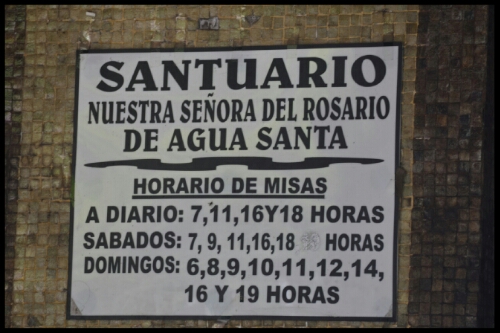 SANTUARIO
NUESTRA SEÑORA DEL ROSARIO
DE AGUA SANTA
HORARIO DE MISAS
A DIARIO: 7,11,16Y18 HORAS
SABADOS: 7, 9, 11,16,18 HORAS
DOMINGOS: 6,8,9,10,11,12,14,
16 Y 19 HORAS